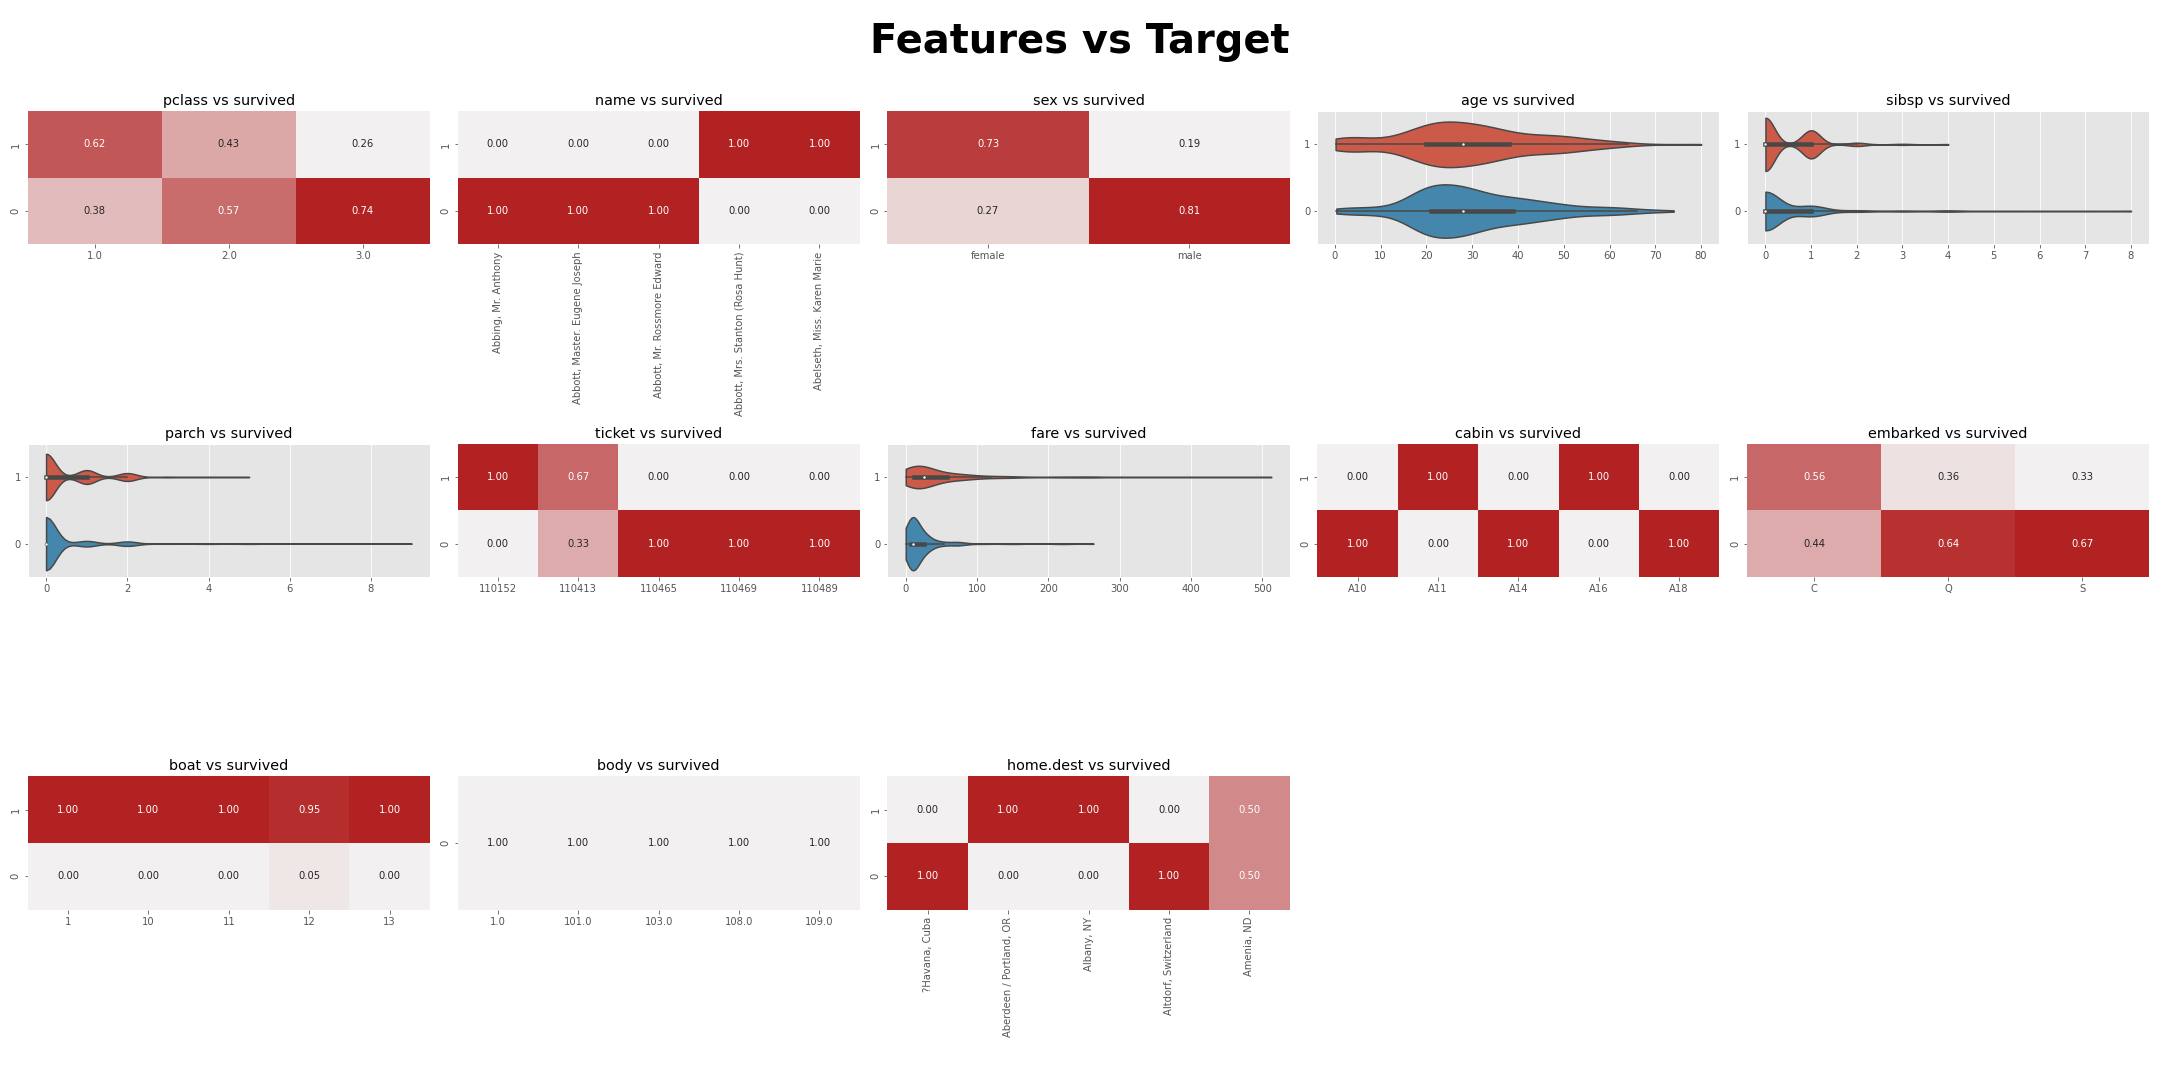 Features vs Target
pclass vs survived
1
0.62 0.43 0.26
0
0.38 0.57 0.74
1.0 2.0 3.0
name vs survived
1
0.00 0.00 0.00 1.00 1.00
0
1.00 1.00 1.00 0.00 0.00
Abbing, Mr. Anthony
Abbott, Master. Eugene Joseph
Abbott, Mr. Rossmore Edward
Abbott, Mrs. Stanton (Rosa Hunt)
Abelseth, Miss. Karen Marie
sex vs survived
1
0.73 0.19
0
0.27 0.81
female male
age vs survived
1
0
0 10 20 30 40 50 60 70 80
sibsp vs survived
1
0
0 1 2 3 4 5 6 7 8
parch vs survived
1
0
0 2 4 6 8
ticket vs survived
1
1.00 0.67 0.00 0.00 0.00
0
0.00 0.33 1.00 1.00 1.00
110152 110413 110465 110469 110489
fare vs survived
1
0
0 100 200 300 400 500
cabin vs survived
1
0.00 1.00 0.00 1.00 0.00
0
1.00 0.00 1.00 0.00 1.00
A10 A11 A14 A16 A18
embarked vs survived
1
0.56 0.36 0.33
0
0.44 0.64 0.67
C Q S
boat vs survived
1
1.00 1.00 1.00 0.95 1.00
0
0.00 0.00 0.00 0.05 0.00
1 10 11 12 13
body vs survived
0
1.00 1.00 1.00 1.00 1.00
1.0 101.0 103.0 108.0 109.0
home.dest vs survived
1
0.00 1.00 1.00 0.00 0.50
0
1.00 0.00 0.00 1.00 0.50
?Havana, Cuba
Aberdeen / Portland, OR
Albany, NY
Altdorf, Switzerland
Amenia, ND